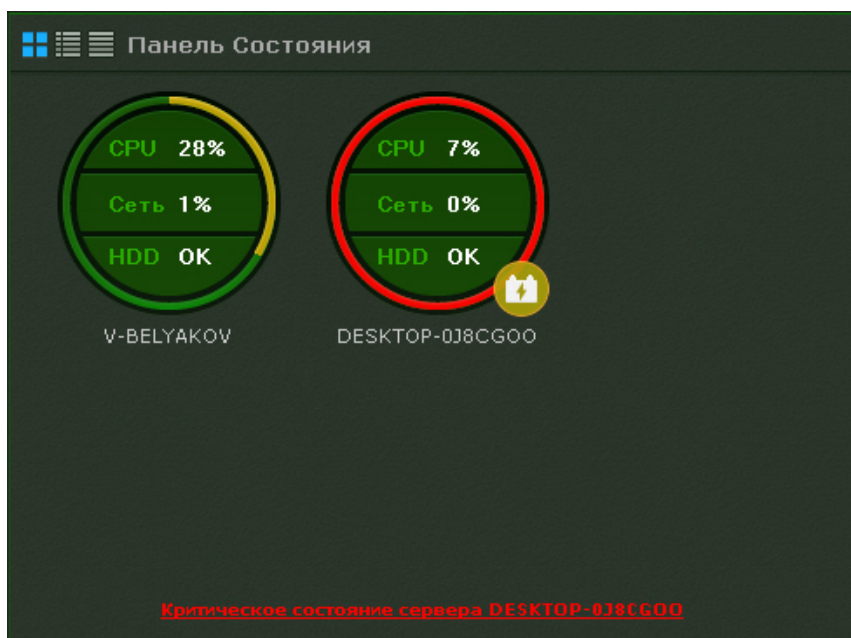 Панель Состояния
CPU 28%
Сеть 1%
HDD OK
V-BELYAKOV
CPU 7%
Сеть 0%
HDD OK
DESKTOP-0J8CGOO
Критическое состояние сервера DESKTOP-0J8CGOO